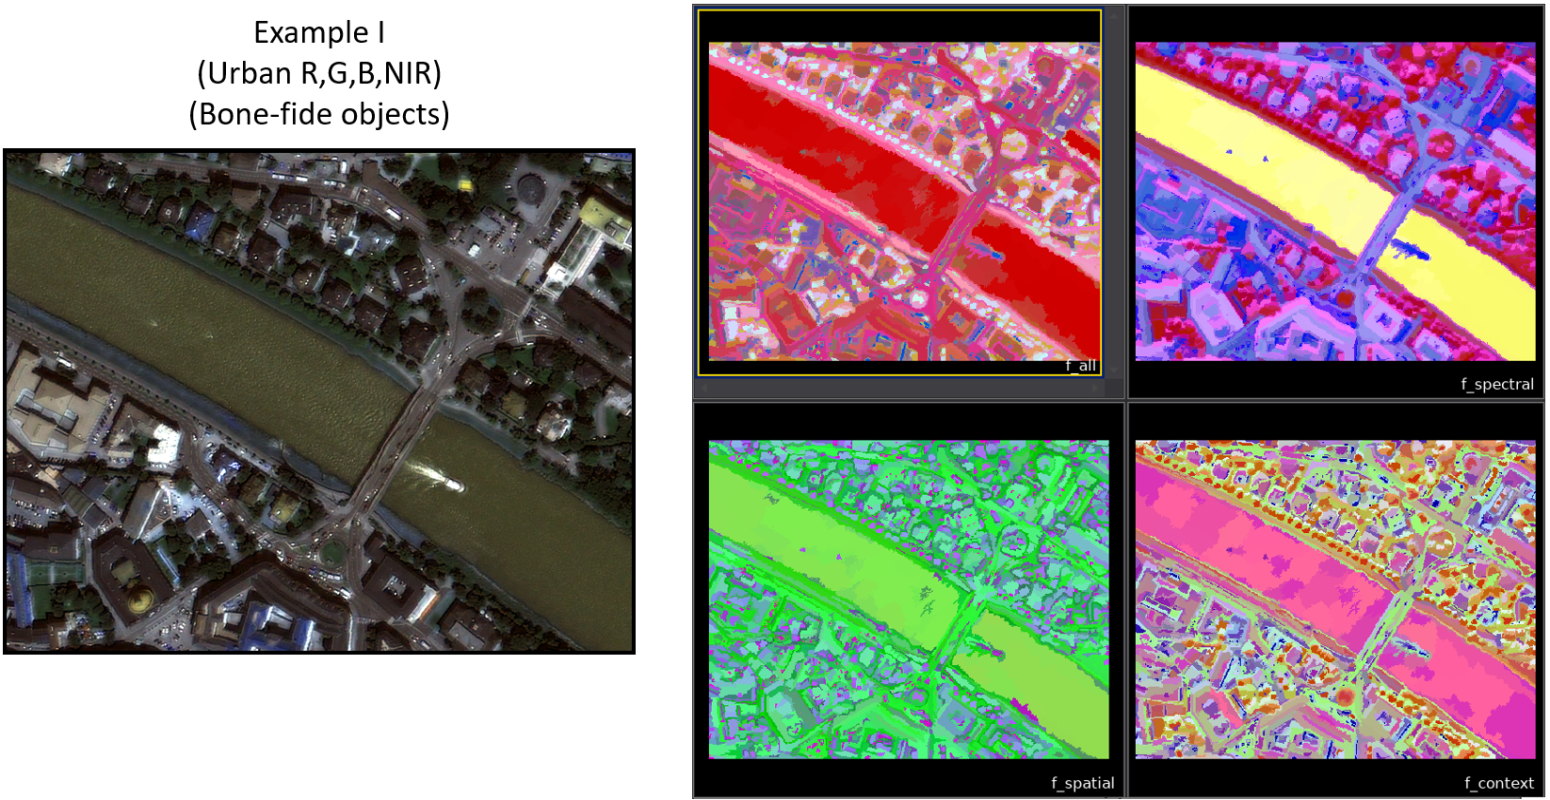 Example I
(Urban R,G,B,NIR)
(Bone-fide objects)
f_all
f_spectral
f_spatial
f_context